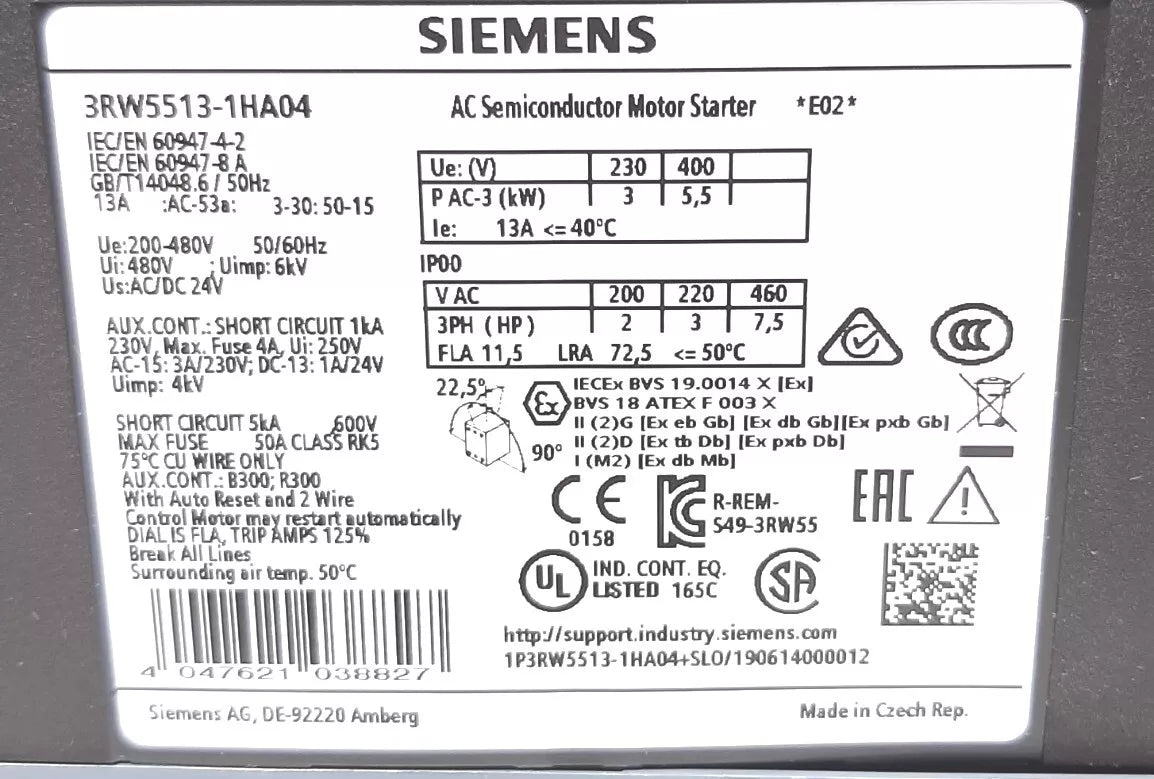 SIEMENS
3RW5513-1HA04
AC Semiconductor Motor Starter *E02*
IEC/EN 60947-4-2
IEC/EN 60947-8 A
GB/T14048.6 / 50Hz
13A :AC-53a: 3-30: 50-15
Ue:200-480V 50/60Hz
Ui: 480V ; Uimp: 6kV
Us:AC/DC 24V
AUX.CONT.: SHORT CIRCUIT 1kA
230V, Max. Fuse 4A, Ui: 250V
AC-15: 3A/230V; DC-13: 1A/24V
Uimp: 4kV
SHORT CIRCUIT 5kA 600V
MAX FUSE 50A CLASS RK5
75°C CU WIRE ONLY
AUX.CONT.: B300; R300
With Auto Reset and 2 Wire
Control Motor may restart automatically
DIAL IS FLA, TRIP AMPS 125%
Break All Lines
Surrounding air temp. 50°C
4 047621 038827
Ue: (V) 230 400
P AC-3 (kW) 3 5,5
Ie: 13A <= 40°C
IP00
V AC 200 220 460
3PH (HP) 2 3 7,5
FLA 11,5 LRA 72,5 <= 50°C
22,5°
90°
Ex
IECEx BVS 19.0014 X [Ex]
BVS 18 ATEX F 003 X
II (2)G [Ex eb Gb] [Ex db Gb][Ex pxb Gb]
II (2)D [Ex tb Db] [Ex pxb Db]
I (M2) [Ex db Mb]
CE
0158
R-REM-
S49-3RW55
EAC
UL
IND. CONT. EQ.
LISTED 165C
SA
http://support.industry.siemens.com
1P3RW5513-1HA04+SLO/190614000012
Siemens AG, DE-92220 Amberg
Made in Czech Rep.